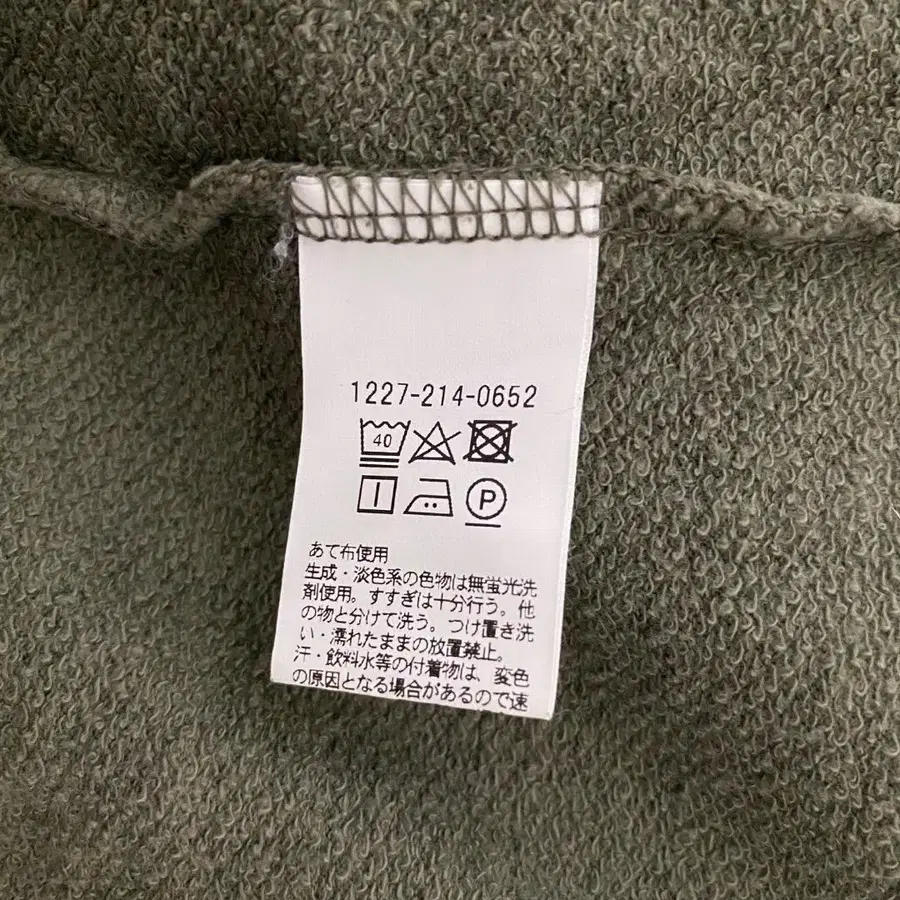 1227-214-0652
40
P
あて布使用
生成・淡色系の色物は無蛍光洗
剤使用。すすぎは十分行う。他
の物と分けて洗う。つけ置き洗
い・濡れたままの放置禁止。
汗・飲料水等の付着物は、変色
の原因となる場合があるので速